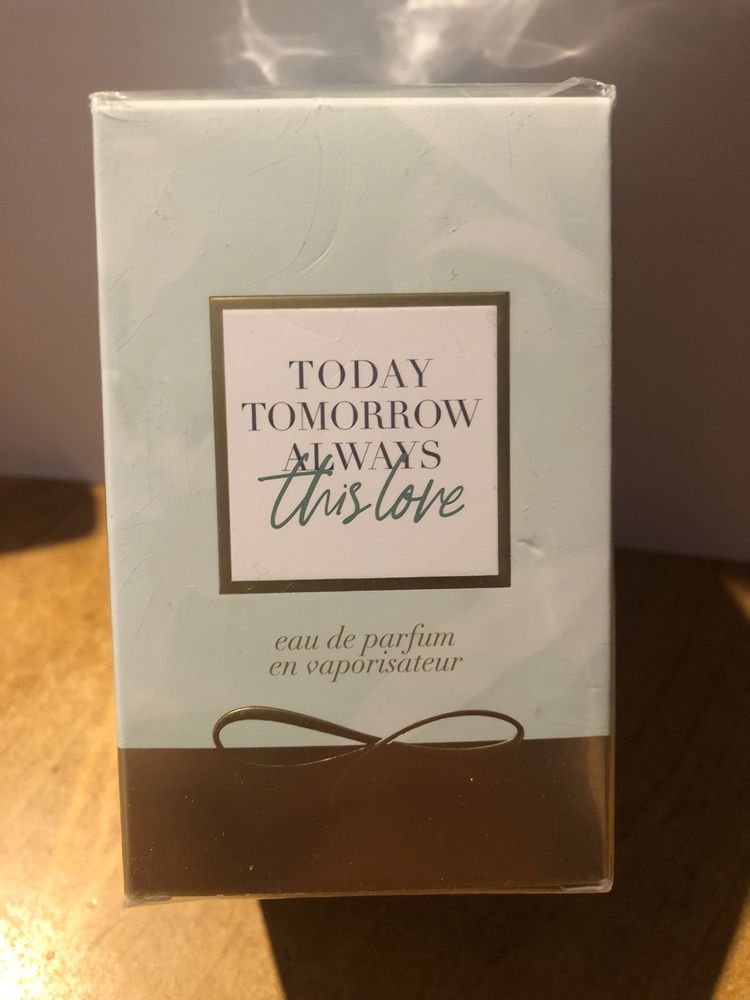 TODAY
TOMORROW
ALWAYS
this love
eau de parfum
en vaporisateur